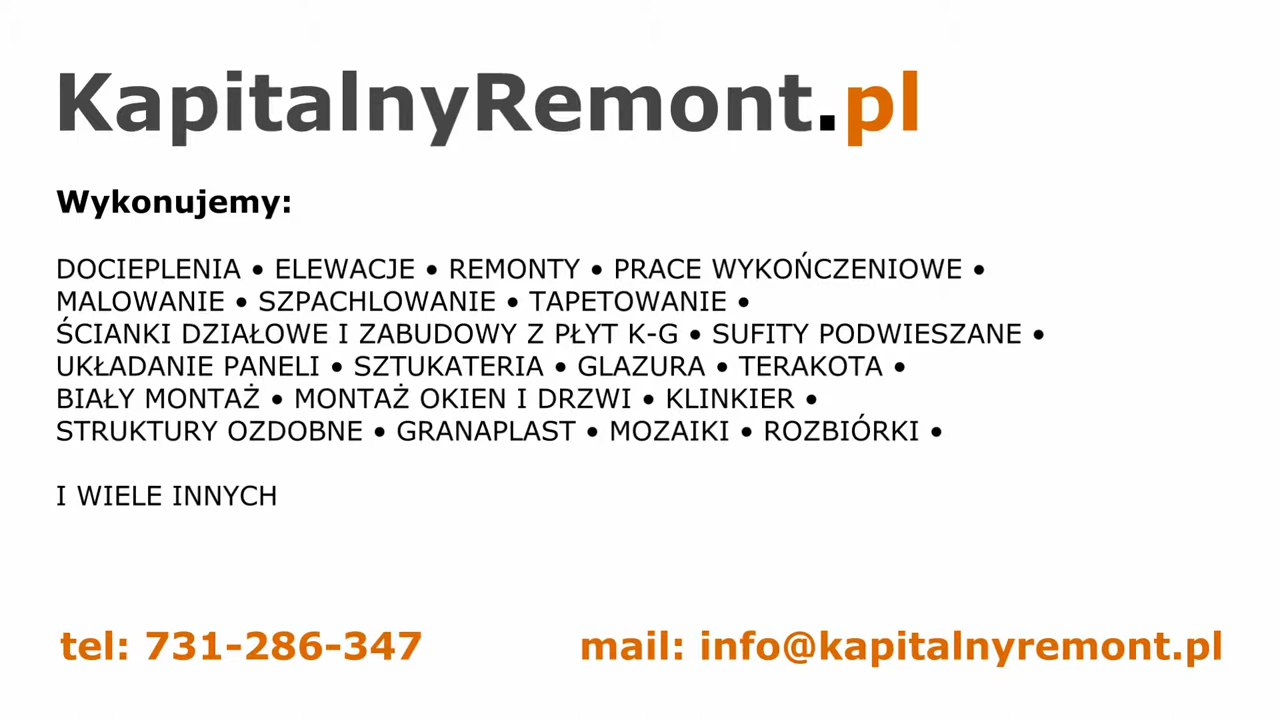 KapitalnyRemont.pl
Wykonujemy:
DOCIEPLENIA • ELEWACJE • REMONTY • PRACE WYKOŃCZENIOWE •
MALOWANIE • SZPACHLOWANIE • TAPETOWANIE •
ŚCIANKI DZIAŁOWE I ZABUDOWY Z PŁYT K-G • SUFITY PODWIESZANE •
UKŁADANIE PANELI • SZTUKATERIA • GLAZURA • TERAKOTA •
BIAŁY MONTAŻ • MONTAŻ OKIEN I DRZWI • KLINKIER •
STRUKTURY OZDOBNE • GRANAPLAST • MOZAIKI • ROZBIÓRKI •
I WIELE INNYCH
tel: 731-286-347 mail: info@kapitalnyremont.pl